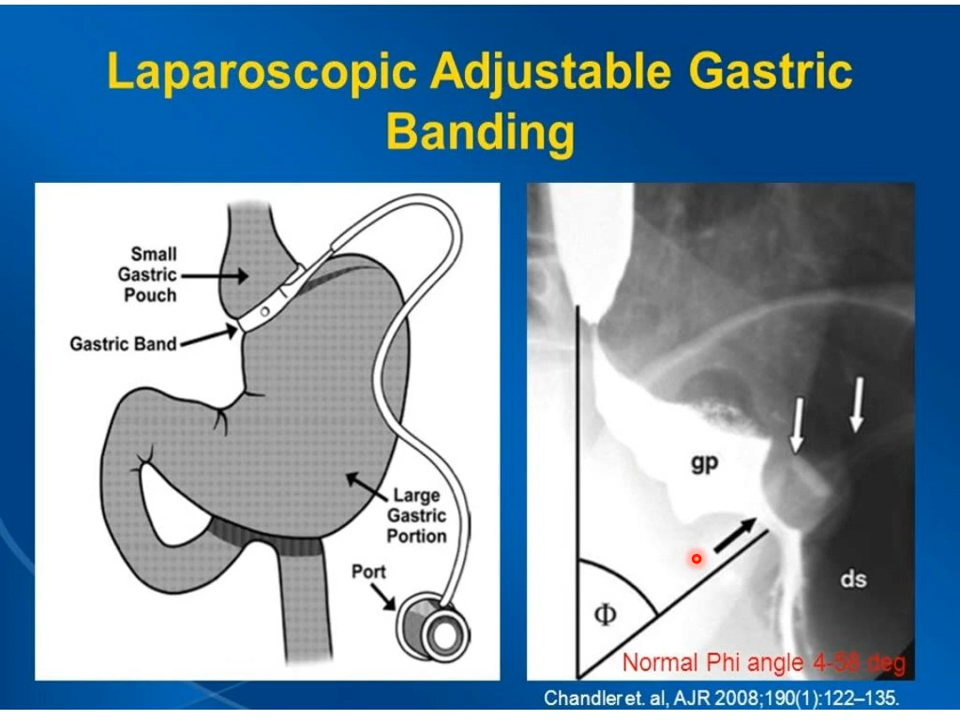 Laparoscopic Adjustable Gastric
Banding
Small
Gastric
Pouch
Gastric Band
Large
Gastric
Portion
Port
gp
ds
Φ
Normal Phi angle 4-58 deg
Chandler et. al, AJR 2008;190(1):122–135.